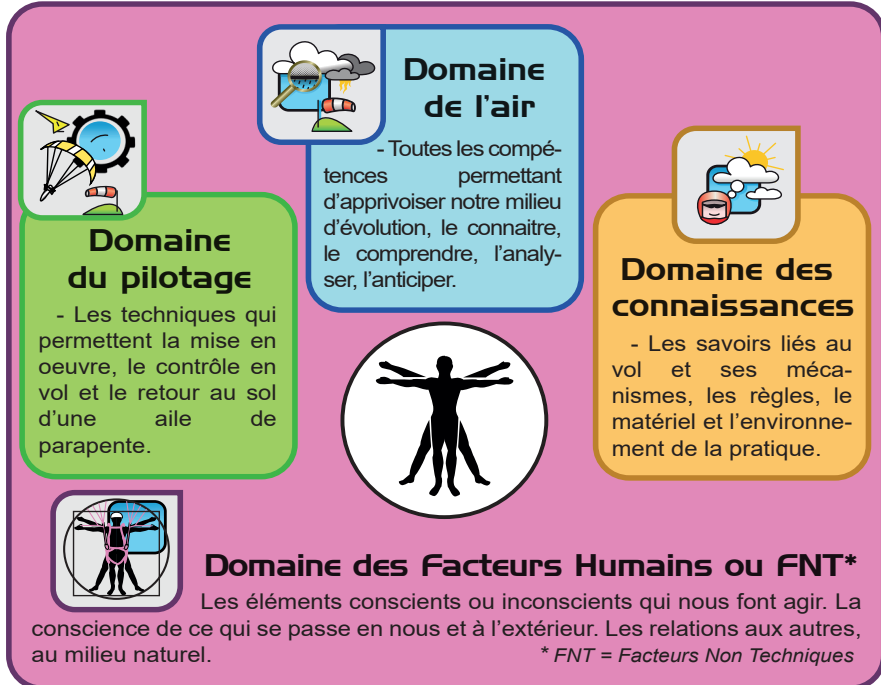 Domaine
de l'air
- Toutes les compé-
tences permettant
d'apprivoiser notre milieu
d'évolution, le connaitre,
le comprendre, l'analy-
ser, l'anticiper.
Domaine
du pilotage
- Les techniques qui
permettent la mise en
oeuvre, le contrôle en
vol et le retour au sol
d'une aile de
parapente.
Domaine des
connaissances
- Les savoirs liés au
vol et ses méca-
nismes, les règles, le
matériel et l'environne-
ment de la pratique.
Domaine des Facteurs Humains ou FNT*
Les éléments conscients ou inconscients qui nous font agir. La
conscience de ce qui se passe en nous et à l'extérieur. Les relations aux autres,
au milieu naturel.
* FNT = Facteurs Non Techniques